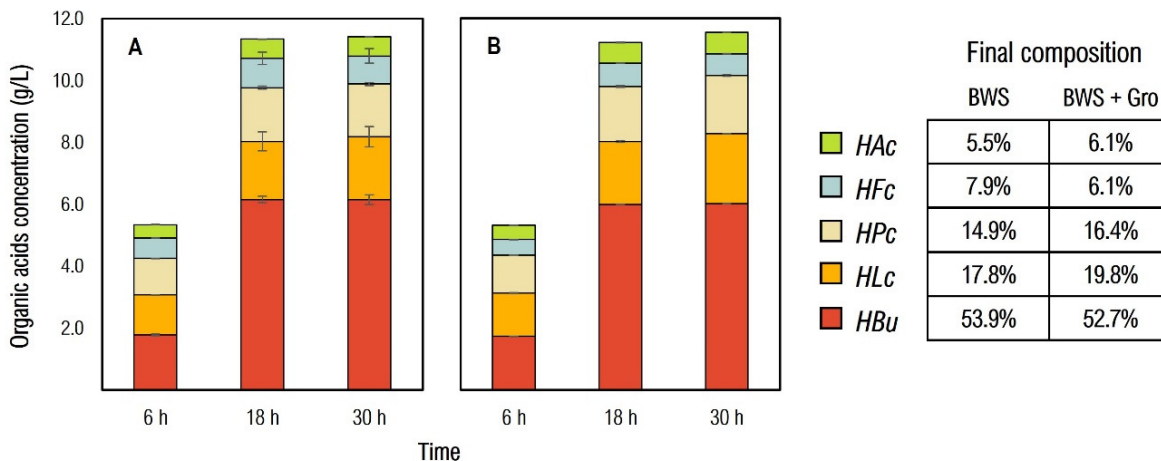 Organic acids concentration (g/L)
12.0
10.0
8.0
6.0
4.0
2.0
A
6 h
18 h
30 h
B
6 h
18 h
30 h
Time
Final composition
BWS BWS + Gro
HAc 5.5% 6.1%
HFc 7.9% 6.1%
HPc 14.9% 16.4%
HLc 17.8% 19.8%
HBu 53.9% 52.7%